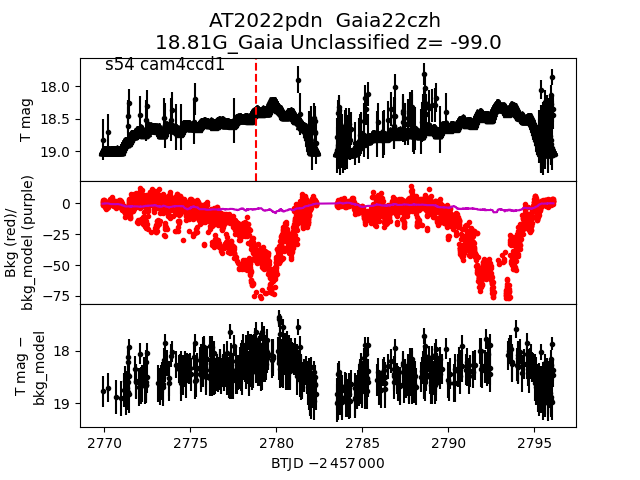 AT2022pdn  Gaia22czh
18.81G_Gaia Unclassified z= -99.0
s54 cam4ccd1
T mag
18.0
18.5
19.0
Bkg (red)/
bkg_model (purple)
0
−25
−50
−75
T mag −
bkg_model
18
19
2770 2775 2780 2785 2790 2795
BTJD −2 457 000